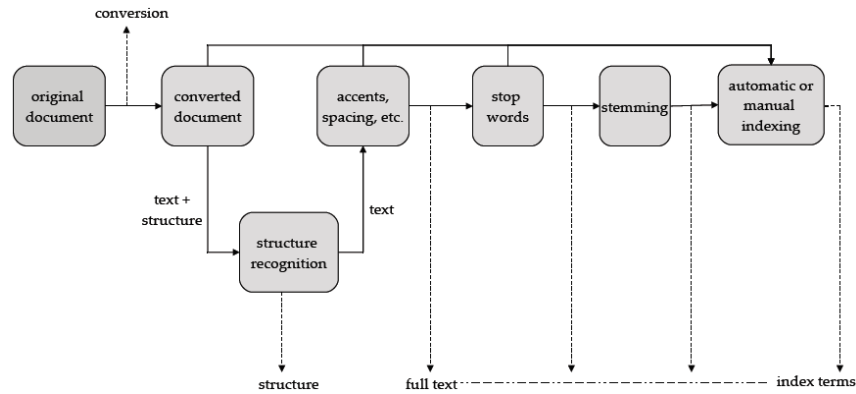 conversion
original
document
converted
document
accents,
spacing, etc.
stop
words
stemming
automatic or
manual
indexing
text +
structure
text
structure
recognition
structure
full text
index terms